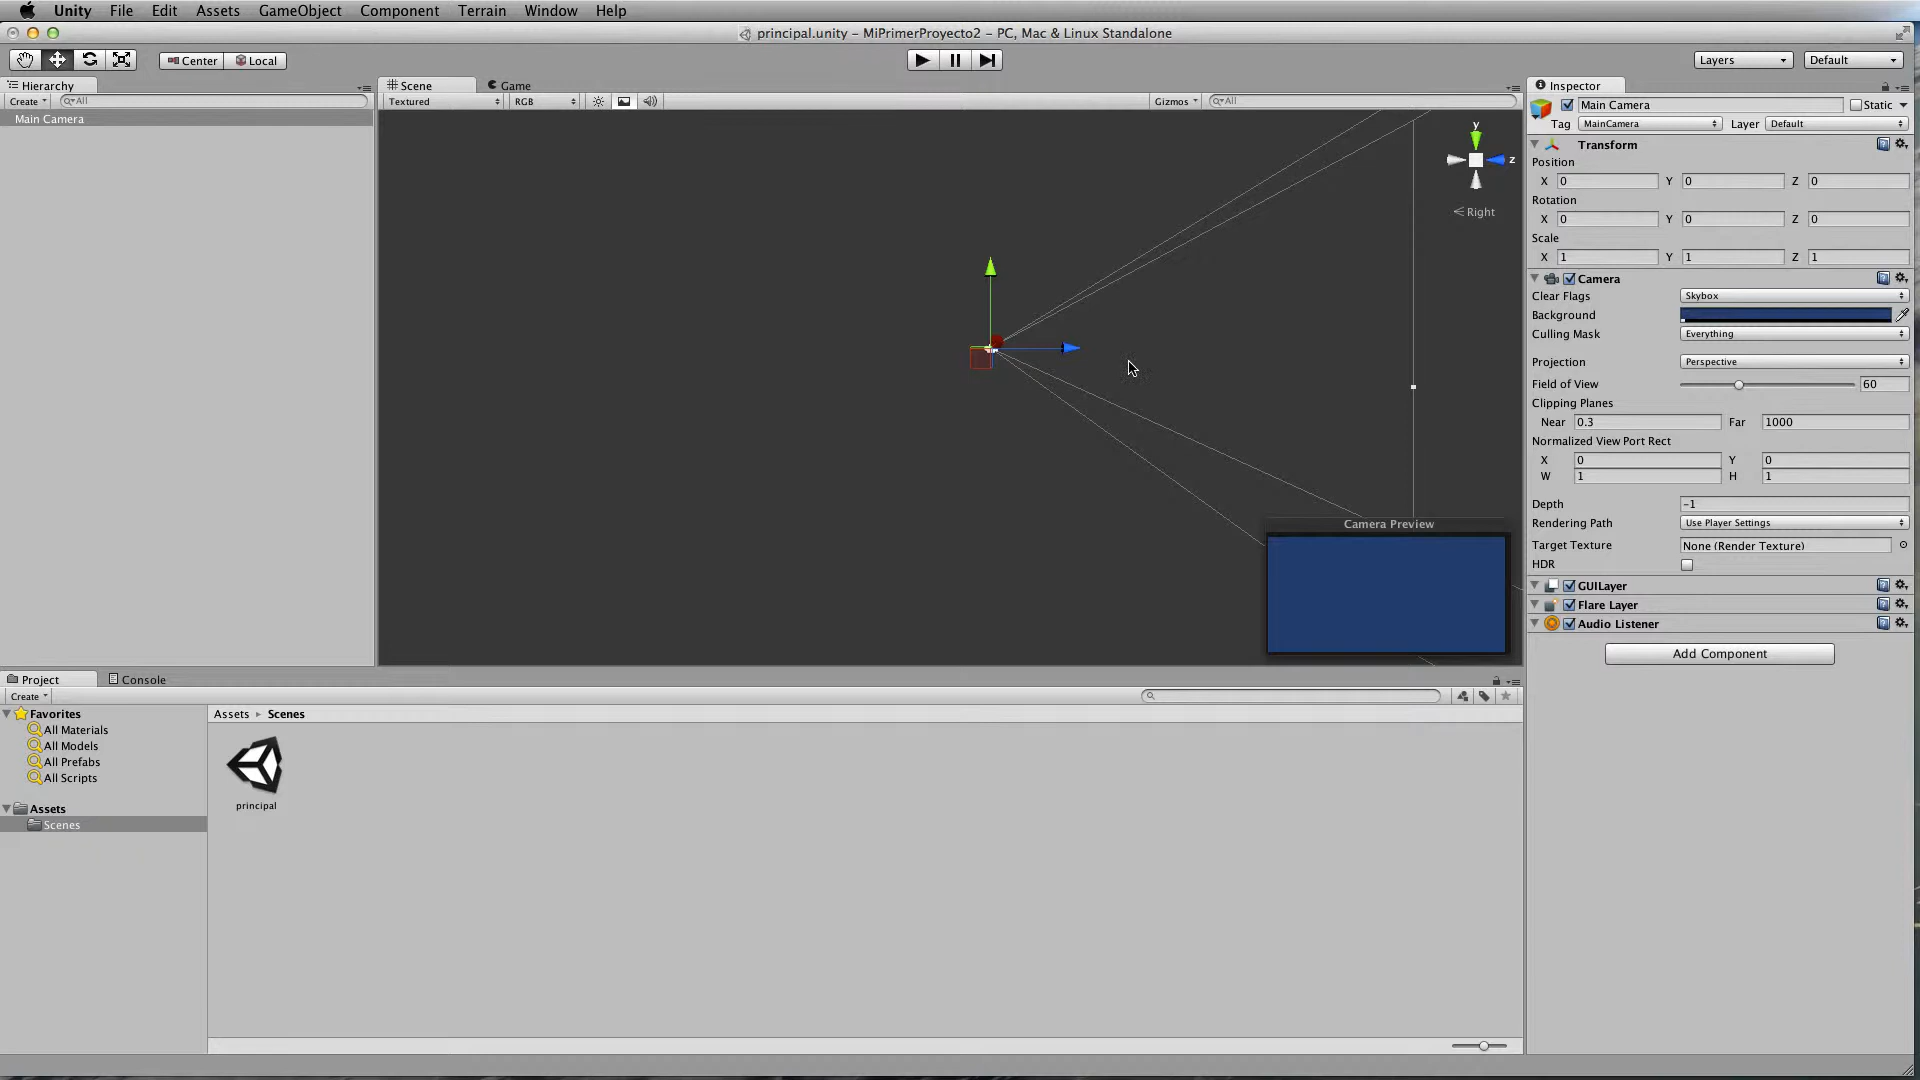 Unity File Edit Assets GameObject Component Terrain Window Help
principal.unity – MiPrimerProyecto2 – PC, Mac & Linux Standalone
Center Local
Layers Default
Hierarchy
Create All
Main Camera
Scene Game
Textured RGB Gizmos All
y
z
Right
Camera Preview
Inspector
Main Camera Static
Tag MainCamera Layer Default
Transform
Position
X 0 Y 0 Z 0
Rotation
X 0 Y 0 Z 0
Scale
X 1 Y 1 Z 1
Camera
Clear Flags Skybox
Background
Culling Mask Everything
Projection Perspective
Field of View 60
Clipping Planes
Near 0.3 Far 1000
Normalized View Port Rect
X 0 Y 0
W 1 H 1
Depth -1
Rendering Path Use Player Settings
Target Texture None (Render Texture)
HDR
GUILayer
Flare Layer
Audio Listener
Add Component
Project Console
Create
Favorites
All Materials
All Models
All Prefabs
All Scripts
Assets
Scenes
Assets ▸ Scenes
principal